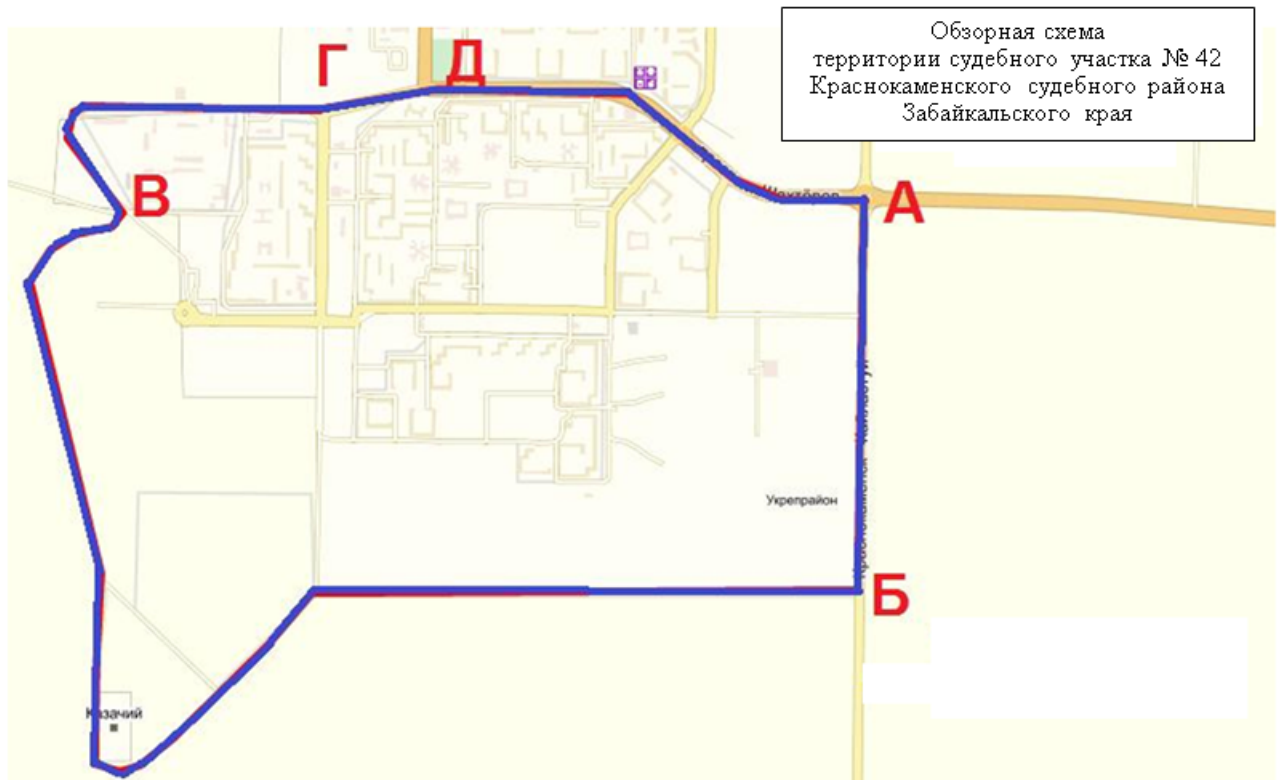 Обзорная схема
территории судебного участка № 42
Краснокаменского судебного района
Забайкальского края
Г
Д
В
А
Шахтёров
Укрепрайон
Б
Казачий